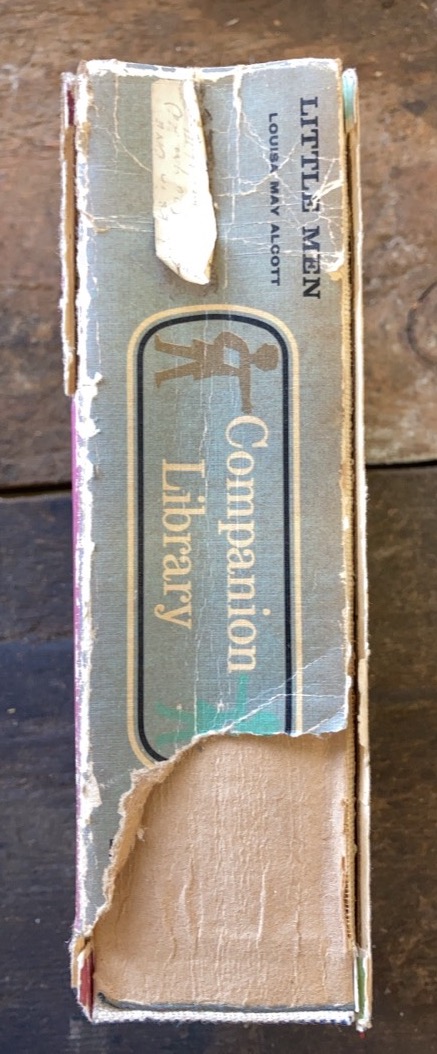 LITTLE MEN
LOUISA MAY ALCOTT
Companion
Library